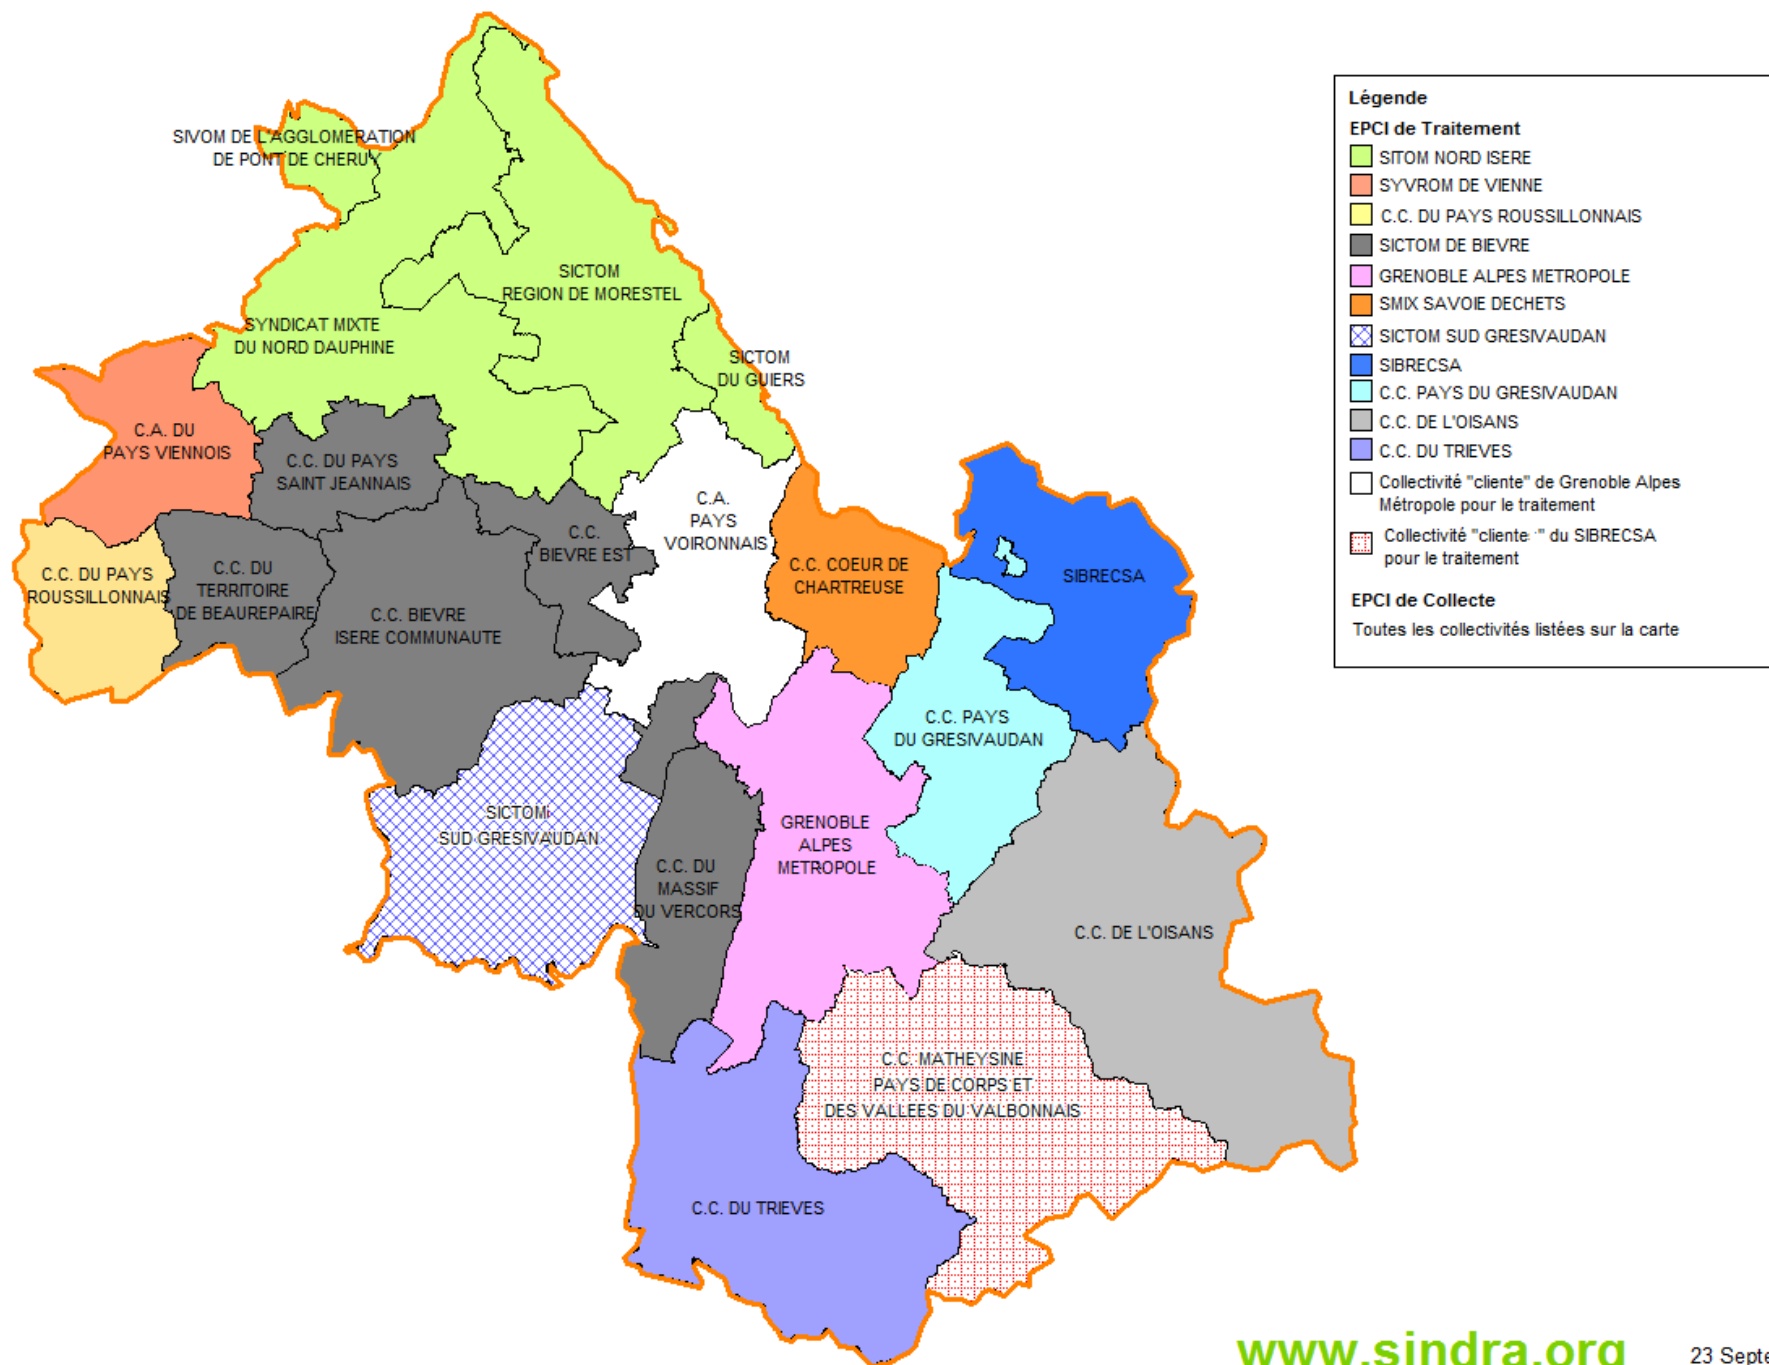 SIVOM DE L'AGGLOMERATION
DE PONT DE CHERUY
SICTOM
REGION DE MORESTEL
SYNDICAT MIXTE
DU NORD DAUPHINE
SICTOM
DU GUIERS
C.A. DU
PAYS VIENNOIS
C.C. DU PAYS
SAINT JEANNAIS
C.A.
PAYS
VOIRONNAIS
C.C.
BIEVRE EST
C.C. DU PAYS
ROUSSILLONNAIS
C.C. DU
TERRITOIRE
DE BEAUREPAIRE
C.C. BIEVRE
ISERE COMMUNAUTE
C.C. COEUR DE
CHARTREUSE
SIBRECSA
C.C. PAYS
DU GRESIVAUDAN
SICTOM
SUD GRESIVAUDAN
GRENOBLE
ALPES
METROPOLE
C.C. DU
MASSIF
DU VERCORS
C.C. DE L'OISANS
C.C. MATHEYSINE
PAYS DE CORPS ET
DES VALLEES DU VALBONNAIS
C.C. DU TRIEVES
Légende
EPCI de Traitement
SITOM NORD ISERE
SYVROM DE VIENNE
C.C. DU PAYS ROUSSILLONNAIS
SICTOM DE BIEVRE
GRENOBLE ALPES METROPOLE
SMIX SAVOIE DECHETS
SICTOM SUD GRESIVAUDAN
SIBRECSA
C.C. PAYS DU GRESIVAUDAN
C.C. DE L'OISANS
C.C. DU TRIEVES
Collectivité "cliente" de Grenoble Alpes
Métropole pour le traitement
Collectivité "cliente " du SIBRECSA
pour le traitement
EPCI de Collecte
Toutes les collectivités listées sur la carte
www.sindra.org
23 Septe